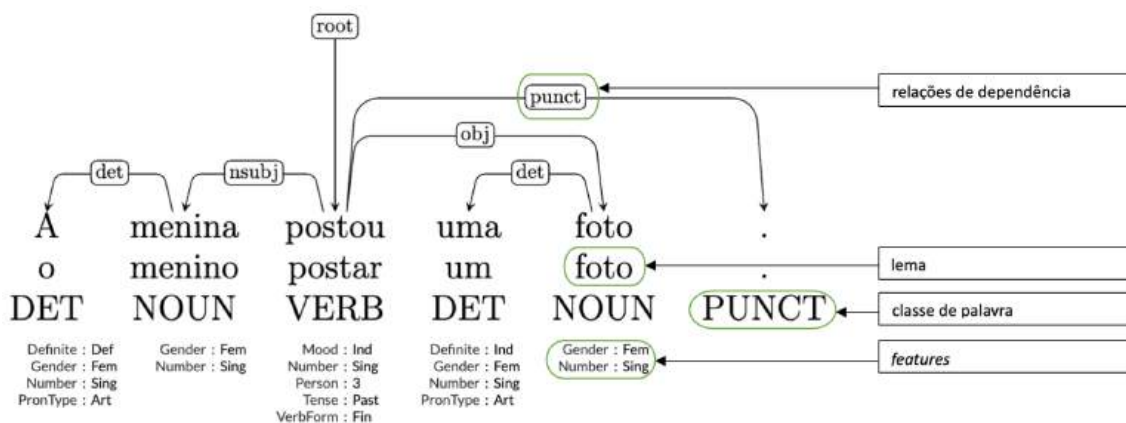 root
punct
relações de dependência
obj
det nsubj det
A menina postou uma foto .
o menino postar um foto .
lema
DET NOUN VERB DET NOUN PUNCT
classe de palavra
Definite : Def
Gender : Fem
Number : Sing
PronType : Art
Gender : Fem
Number : Sing
Mood : Ind
Number : Sing
Person : 3
Tense : Past
VerbForm : Fin
Definite : Ind
Gender : Fem
Number : Sing
PronType : Art
Gender : Fem
Number : Sing
features